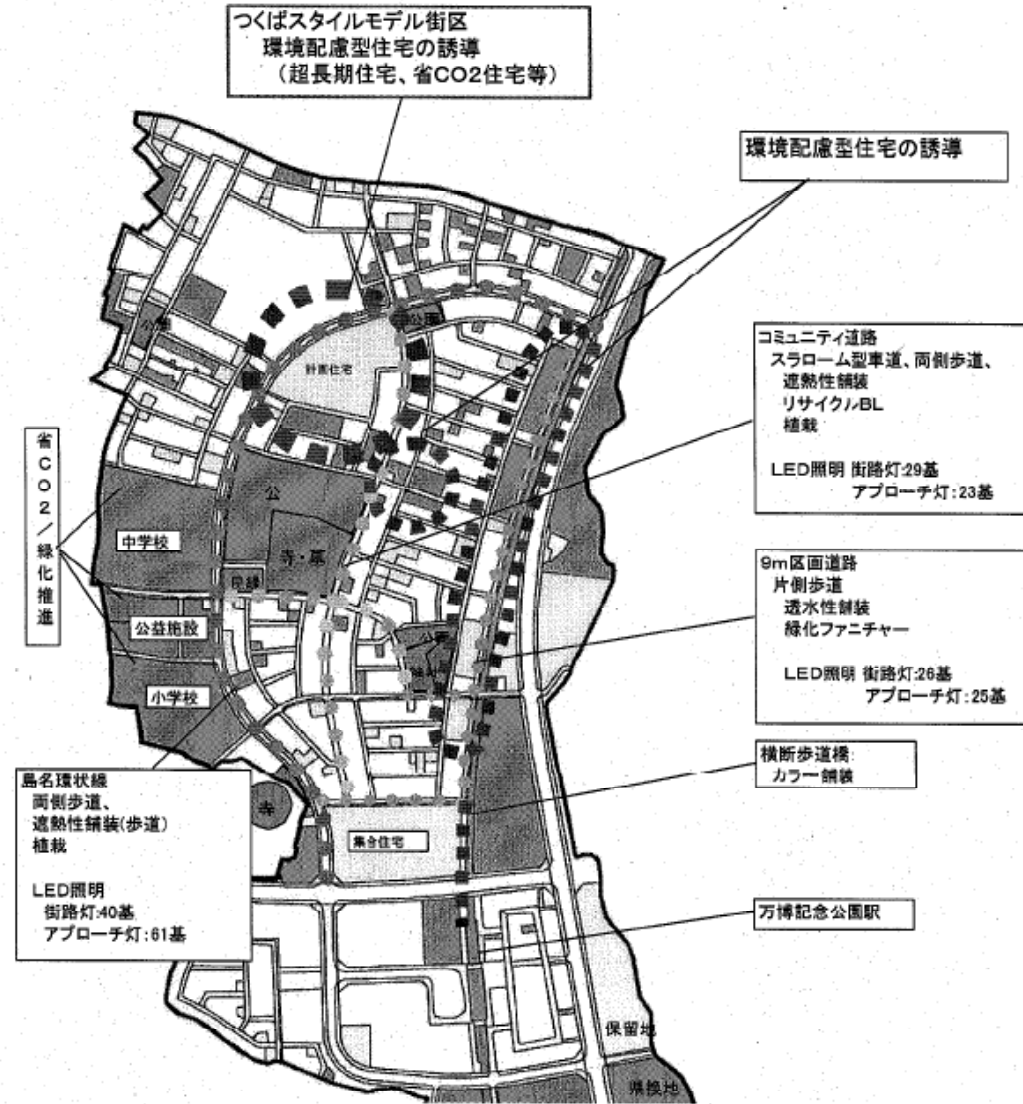 つくばスタイルモデル街区
環境配慮型住宅の誘導
（超長期住宅、省CO2住宅等）
環境配慮型住宅の誘導
公園
計画住宅
コミュニティ道路
スラローム型車道、両側歩道、
遮熱性舗装
リサイクルBL
植栽
LED照明 街路灯:29基
アプローチ灯:23基
省CO2／緑化推進
公
中学校
寺・墓
9m区画道路
片側歩道
透水性舗装
緑化ファニチャー
LED照明 街路灯:26基
アプローチ灯:25基
公益施設
小学校
横断歩道橋
カラー舗装
島名環状線
両側歩道、
遮熱性舗装(歩道)
植栽
LED照明
街路灯:40基
アプローチ灯:61基
寺
集合住宅
万博記念公園駅
保留地
県換地